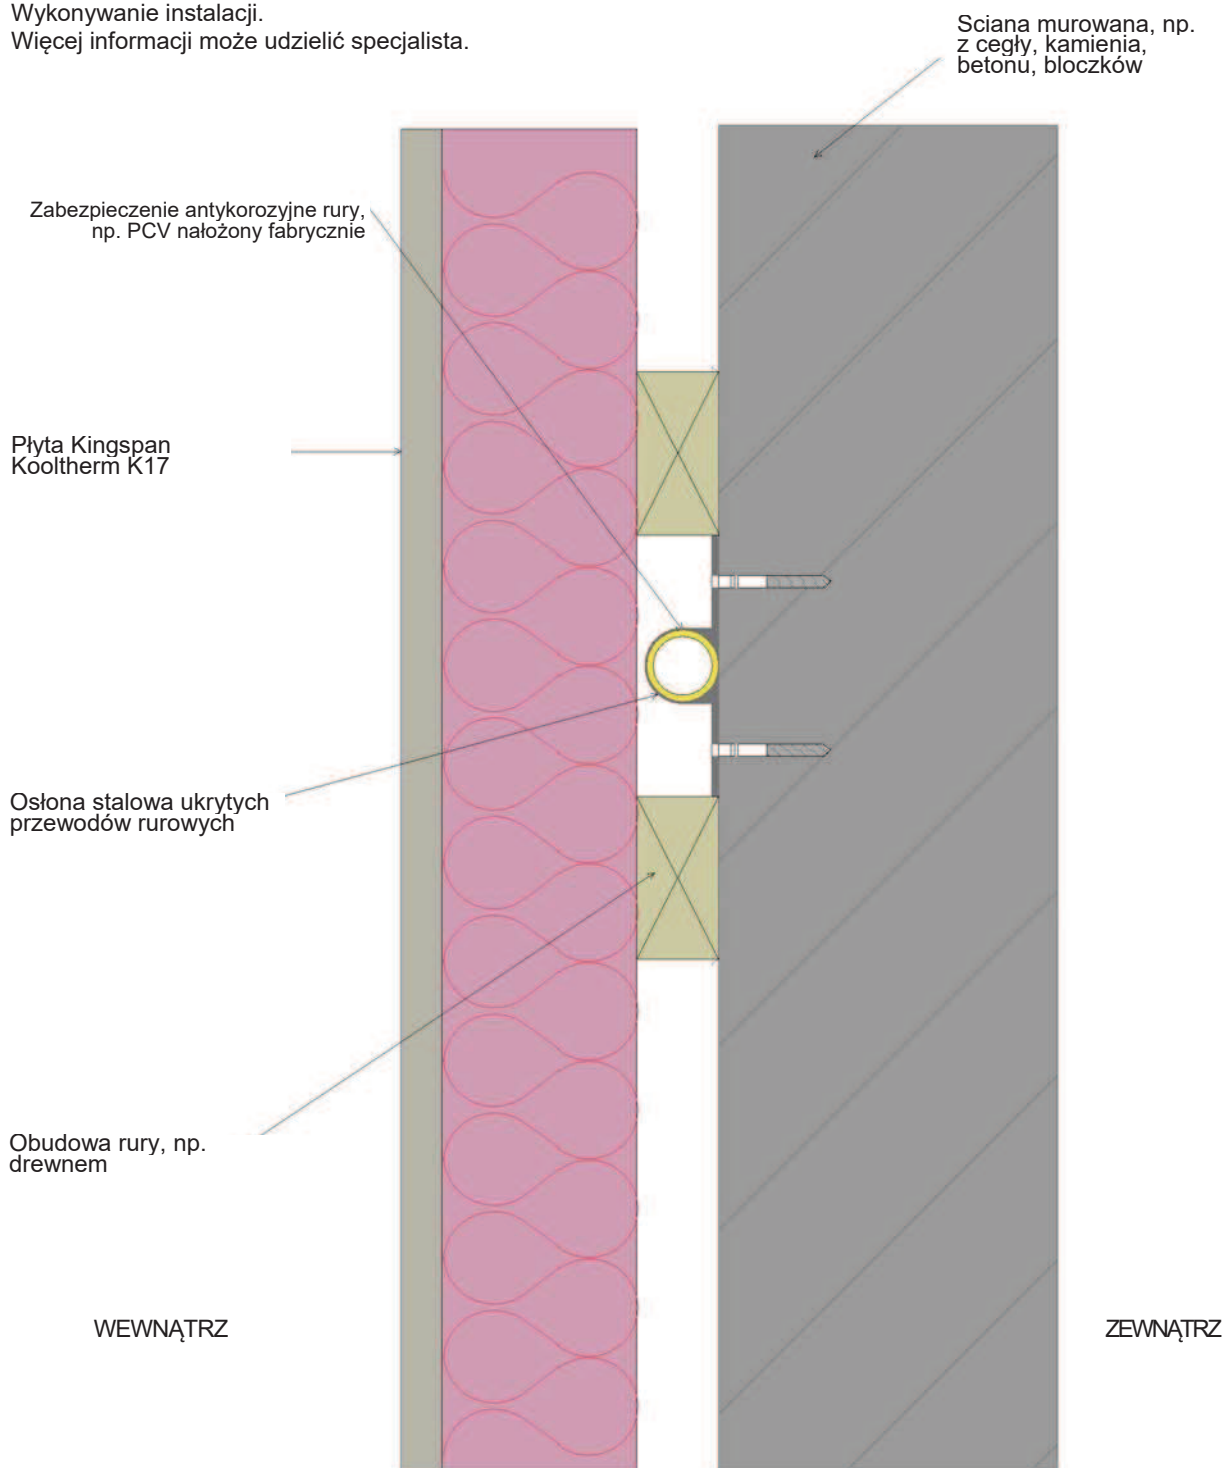 Wykonywanie instalacji.
Więcej informacji może udzielić specjalista.
Sciana murowana, np.
z cegły, kamienia,
betonu, bloczków
Zabezpieczenie antykorozyjne rury,
np. PCV nałożony fabrycznie
Płyta Kingspan
Kooltherm K17
Osłona stalowa ukrytych
przewodów rurowych
Obudowa rury, np.
drewnem
WEWNĄTRZ
ZEWNĄTRZ